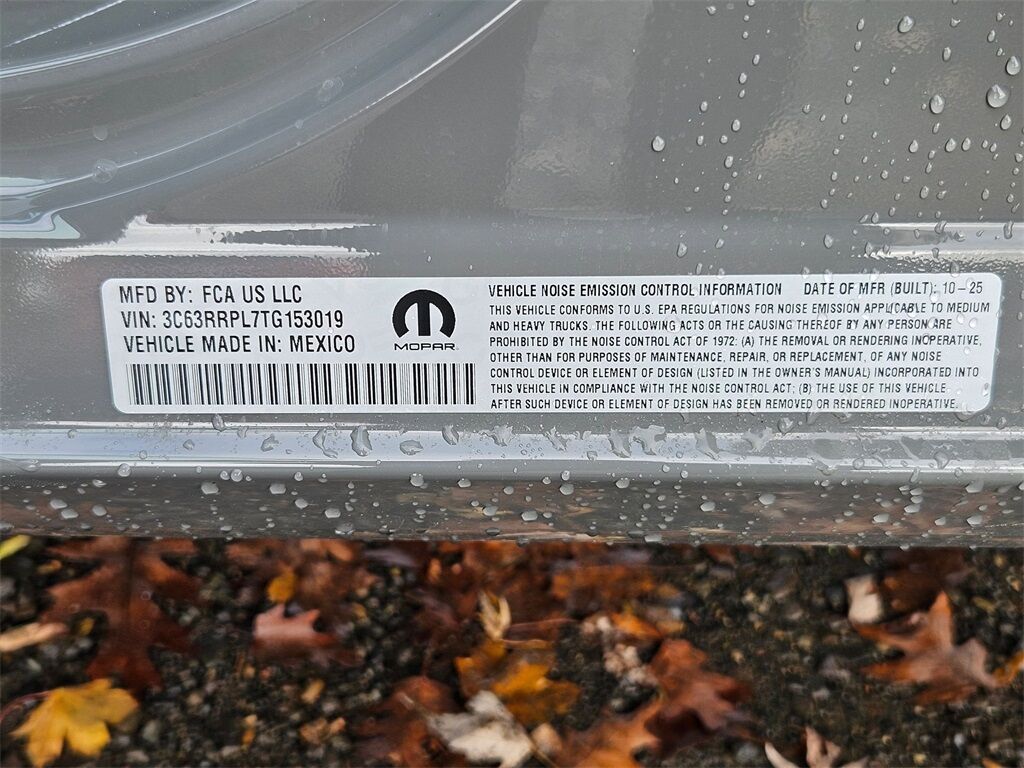 MFD BY: FCA US LLC
VIN: 3C63RRPL7TG153019
VEHICLE MADE IN: MEXICO
MOPAR
VEHICLE NOISE EMISSION CONTROL INFORMATION DATE OF MFR (BUILT): 10-25
THIS VEHICLE CONFORMS TO U.S. EPA REGULATIONS FOR NOISE EMISSION APPLICABLE TO MEDIUM
AND HEAVY TRUCKS. THE FOLLOWING ACTS OR THE CAUSING THEREOF BY ANY PERSON ARE
PROHIBITED BY THE NOISE CONTROL ACT OF 1972: (A) THE REMOVAL OR RENDERING INOPERATIVE,
OTHER THAN FOR PURPOSES OF MAINTENANCE, REPAIR, OR REPLACEMENT, OF ANY NOISE
CONTROL DEVICE OR ELEMENT OF DESIGN (LISTED IN THE OWNER'S MANUAL) INCORPORATED INTO
THIS VEHICLE IN COMPLIANCE WITH THE NOISE CONTROL ACT; (B) THE USE OF THIS VEHICLE
AFTER SUCH DEVICE OR ELEMENT OF DESIGN HAS BEEN REMOVED OR RENDERED INOPERATIVE.